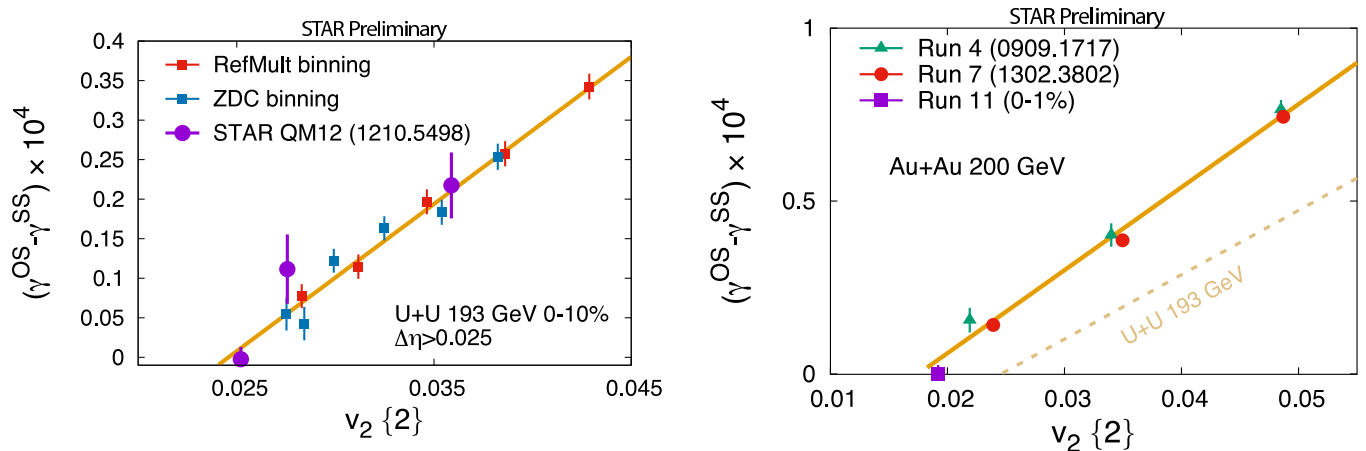 STAR Preliminary
0.4
0.35
0.3
0.25
0.2
0.15
0.1
0.05
0
(γ^OS-γ^SS) × 10^4
RefMult binning
ZDC binning
STAR QM12 (1210.5498)
U+U 193 GeV 0-10%
Δη>0.025
0.025
0.035
0.045
v_2 {2}
STAR Preliminary
1
0.5
0
(γ^OS-γ^SS) × 10^4
Run 4 (0909.1717)
Run 7 (1302.3802)
Run 11 (0-1%)
Au+Au 200 GeV
U+U 193 GeV
0.01
0.02
0.03
0.04
0.05
v_2 {2}